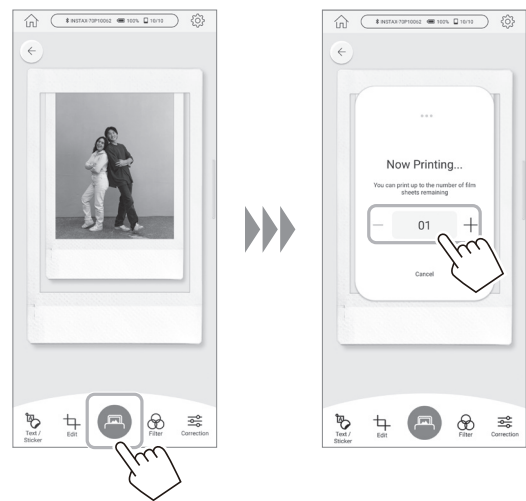 INSTAX-73P10062 100% 10/10
Text /
Sticker
Edit
Filter
Correction
INSTAX-73P10062 100% 10/10
Now Printing...
You can print up to the number of film
sheets remaining
01
Cancel
Text /
Sticker
Edit
Filter
Correction